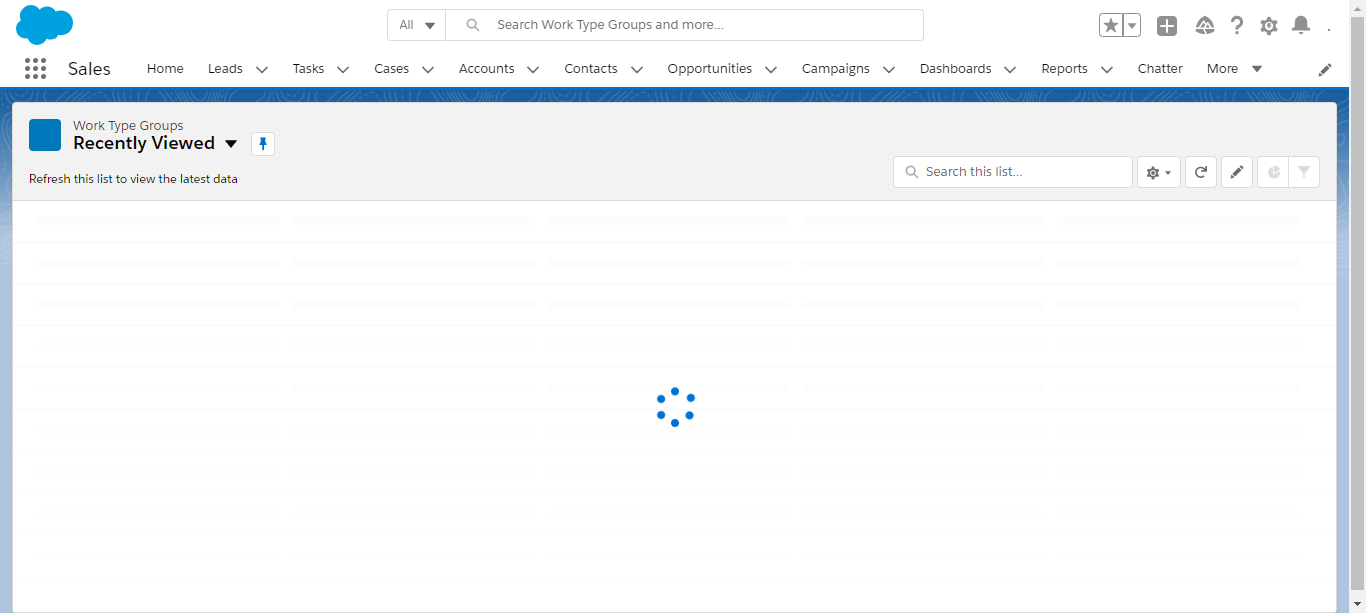 All
Search Work Type Groups and more...
Sales
Home
Leads
Tasks
Cases
Accounts
Contacts
Opportunities
Campaigns
Dashboards
Reports
Chatter
More
Work Type Groups
Recently Viewed
Refresh this list to view the latest data
Search this list...